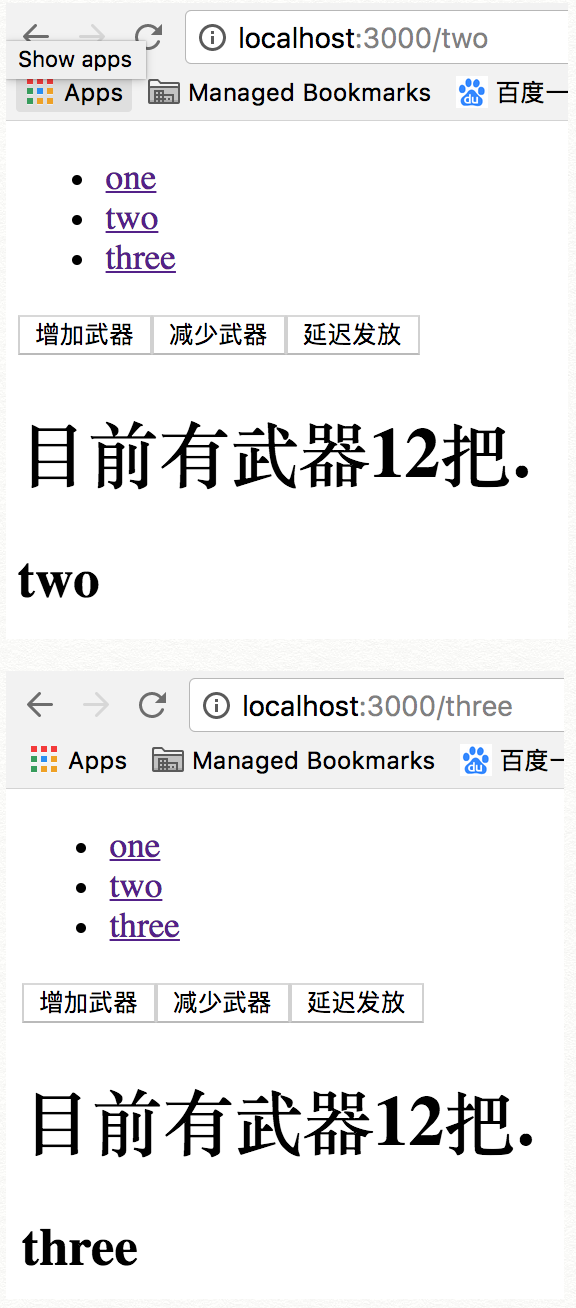 localhost:3000/two
Show apps
Apps Managed Bookmarks 百度一
one
two
three
增加武器 减少武器 延迟发放
目前有武器12把.
two
localhost:3000/three
Apps Managed Bookmarks 百度一
one
two
three
增加武器 减少武器 延迟发放
目前有武器12把.
three